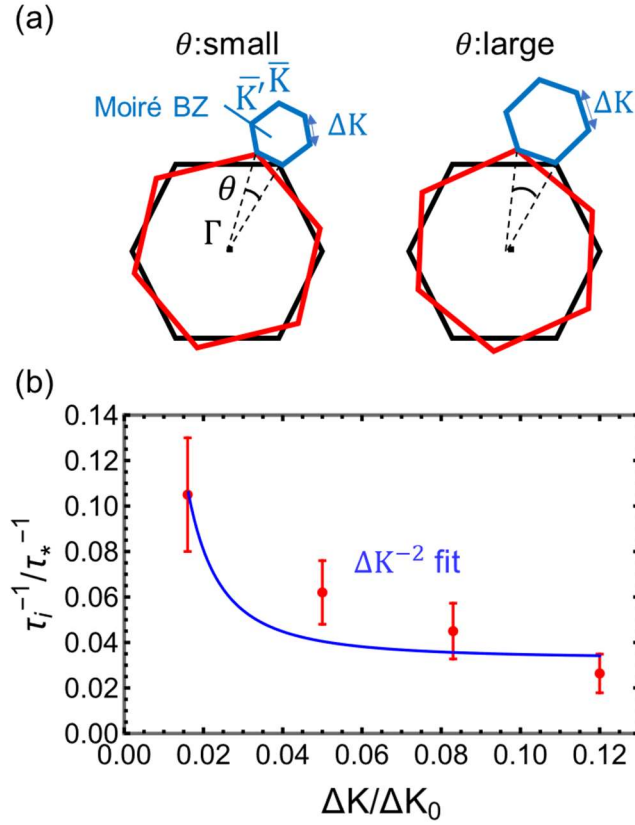 (a)
θ:small
θ:large
K̅′ K̅
Moiré BZ
ΔK
ΔK
θ
Γ
(b)
0.14
0.12
0.10
0.08
0.06
0.04
0.02
0.00
τᵢ⁻¹/τ⁎⁻¹
ΔK⁻² fit
0.00 0.02 0.04 0.06 0.08 0.10 0.12
ΔK/ΔK₀